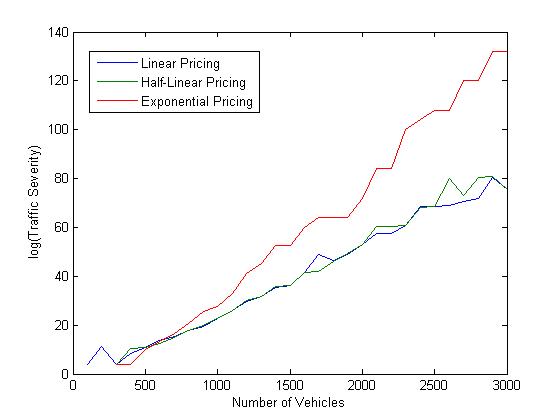 140
120
100
80
60
40
20
0
log(Traffic Severity)
Linear Pricing
Half-Linear Pricing
Exponential Pricing
0 500 1000 1500 2000 2500 3000
Number of Vehicles